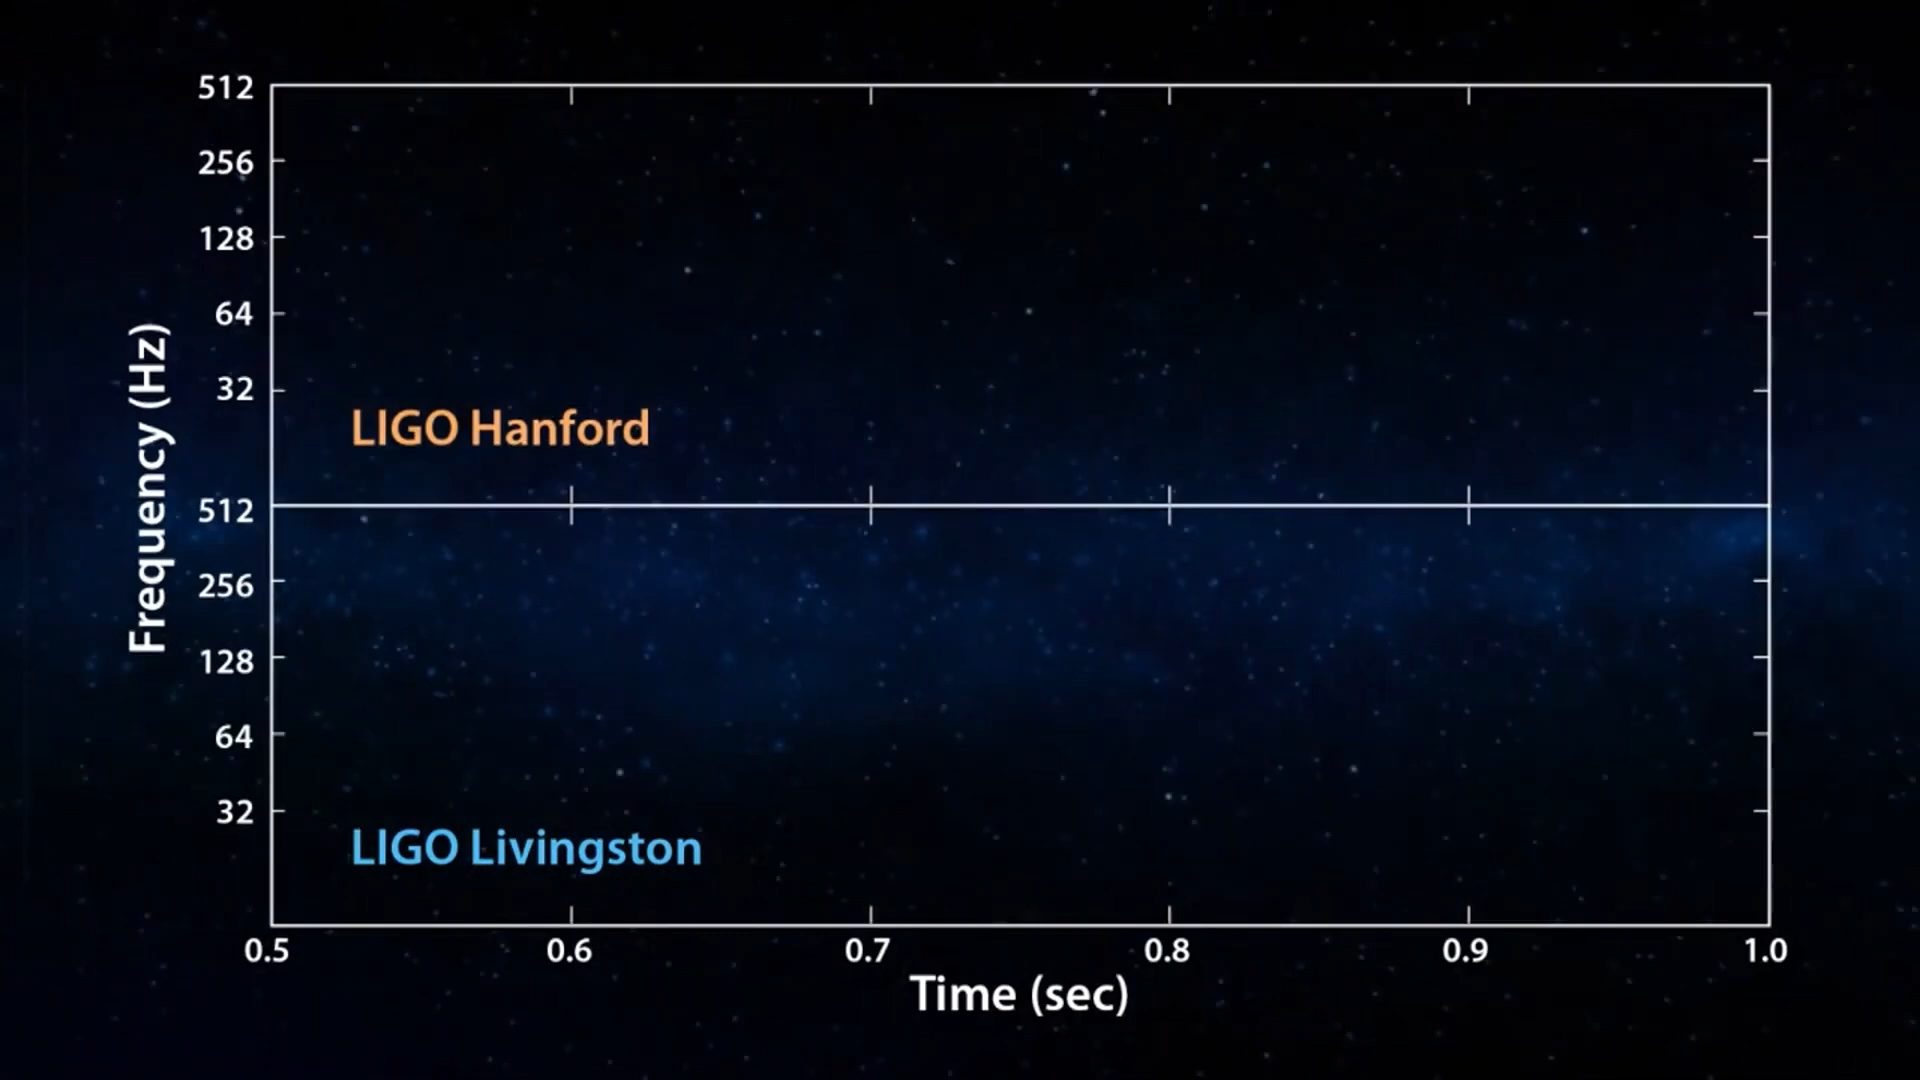 512
256
128
64
32
LIGO Hanford
Frequency (Hz)
512
256
128
64
32
LIGO Livingston
0.5 0.6 0.7 0.8 0.9 1.0
Time (sec)